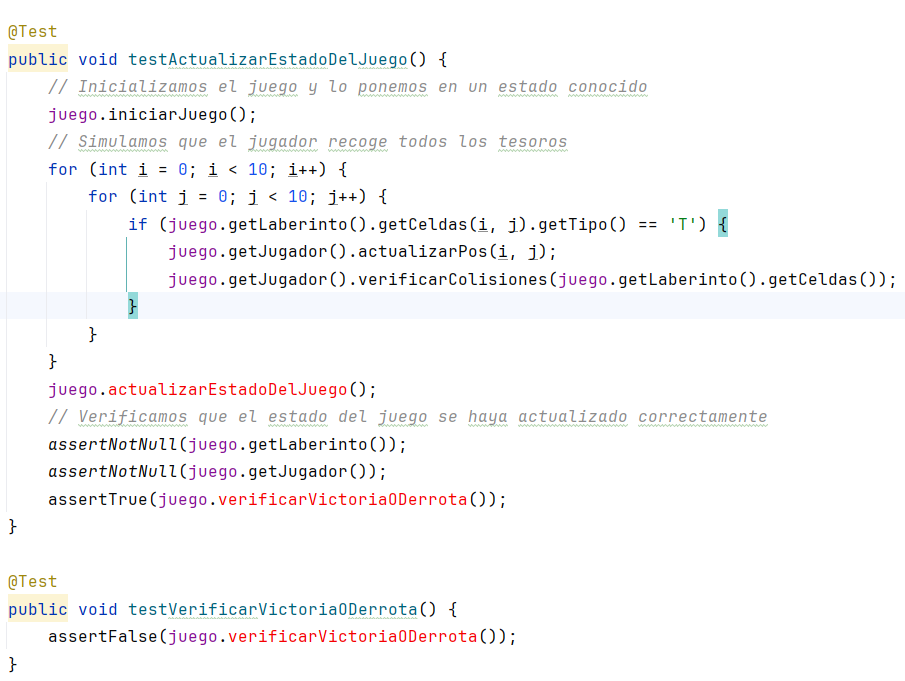 @Test
public void testActualizarEstadoDelJuego() {
    // Inicializamos el juego y lo ponemos en un estado conocido
    juego.iniciarJuego();
    // Simulamos que el jugador recoge todos los tesoros
    for (int i = 0; i < 10; i++) {
        for (int j = 0; j < 10; j++) {
            if (juego.getLaberinto().getCeldas(i, j).getTipo() == 'T') {
                juego.getJugador().actualizarPos(i, j);
                juego.getJugador().verificarColisiones(juego.getLaberinto().getCeldas());
            }
        }
    }
    juego.actualizarEstadoDelJuego();
    // Verificamos que el estado del juego se haya actualizado correctamente
    assertNotNull(juego.getLaberinto());
    assertNotNull(juego.getJugador());
    assertTrue(juego.verificarVictoriaODerrota());
}
@Test
public void testVerificarVictoriaODerrota() {
    assertFalse(juego.verificarVictoriaODerrota());
}